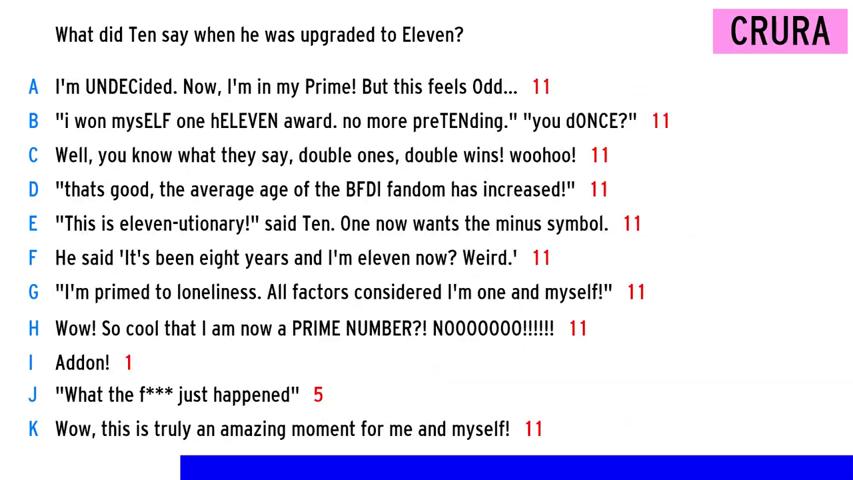 What did Ten say when he was upgraded to Eleven?
CRURA
A I'm UNDECided. Now, I'm in my Prime! But this feels Odd... 11
B "i won mysELF one hELEVEN award. no more preTENding." "you dONCE?" 11
C Well, you know what they say, double ones, double wins! woohoo! 11
D "thats good, the average age of the BFDI fandom has increased!" 11
E "This is eleven-utionary!" said Ten. One now wants the minus symbol. 11
F He said 'It's been eight years and I'm eleven now? Weird.' 11
G "I'm primed to loneliness. All factors considered I'm one and myself!" 11
H Wow! So cool that I am now a PRIME NUMBER?! NOOOOOOO!!!!!! 11
I Addon! 1
J "What the f*** just happened" 5
K Wow, this is truly an amazing moment for me and myself! 11